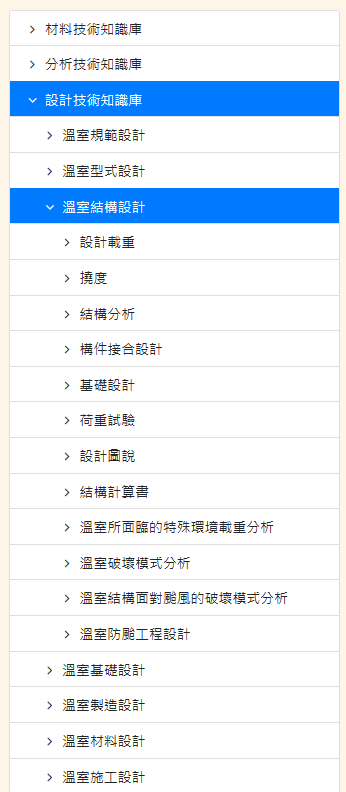 材料技術知識庫
分析技術知識庫
設計技術知識庫
溫室規範設計
溫室型式設計
溫室結構設計
設計載重
撓度
結構分析
構件接合設計
基礎設計
荷重試驗
設計圖說
結構計算書
溫室所面臨的特殊環境載重分析
溫室破壞模式分析
溫室結構面對颱風的破壞模式分析
溫室防颱工程設計
溫室基礎設計
溫室製造設計
溫室材料設計
溫室施工設計